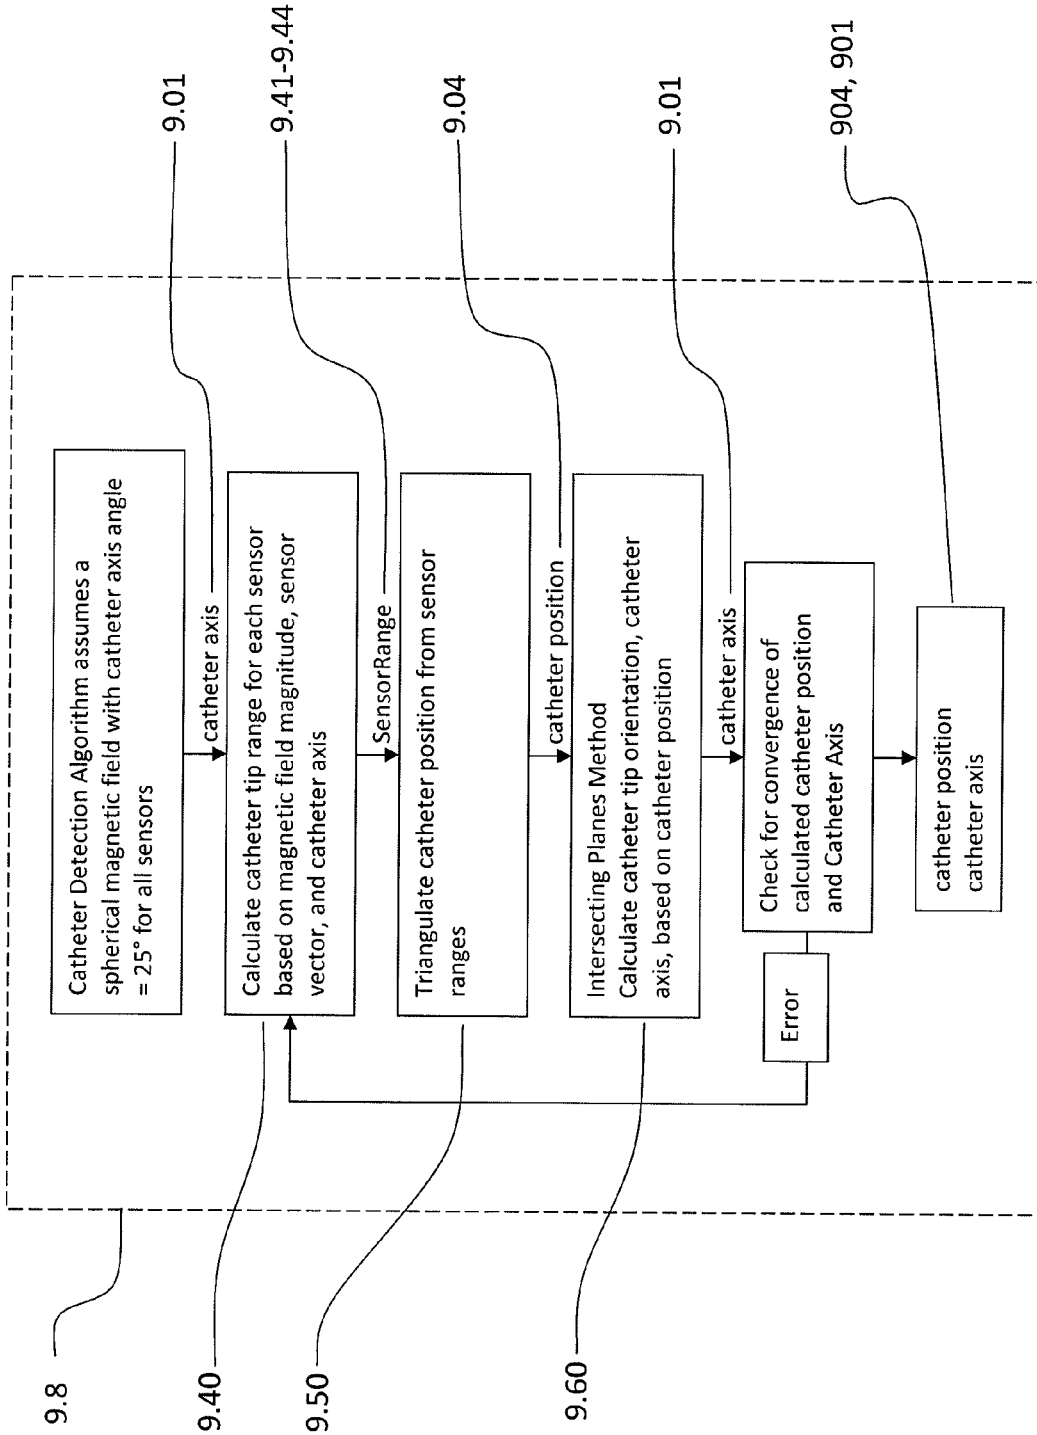 9.8
Catheter Detection Algorithm assumes a
spherical magnetic field with catheter axis angle
= 25° for all sensors
9.01
catheter axis
9.40
Calculate catheter tip range for each sensor
based on magnetic field magnitude, sensor
vector, and catheter axis
9.41-9.44
SensorRange
9.50
Triangulate catheter position from sensor
ranges
9.04
catheter position
9.60
Intersecting Planes Method
Calculate catheter tip orientation, catheter
axis, based on catheter position
9.01
catheter axis
Error
Check for convergence of
calculated catheter position
and Catheter Axis
904, 901
catheter position
catheter axis